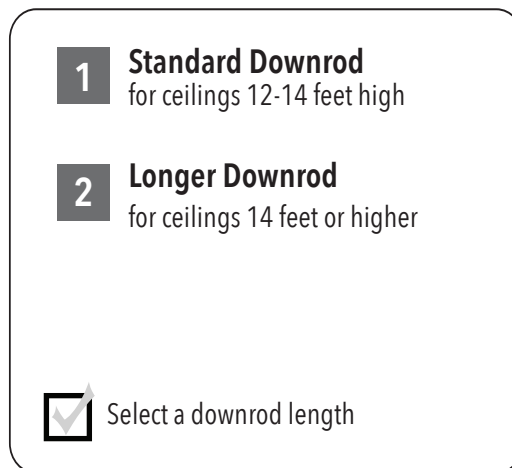 1 Standard Downrod
for ceilings 12-14 feet high
2 Longer Downrod
for ceilings 14 feet or higher
Select a downrod length